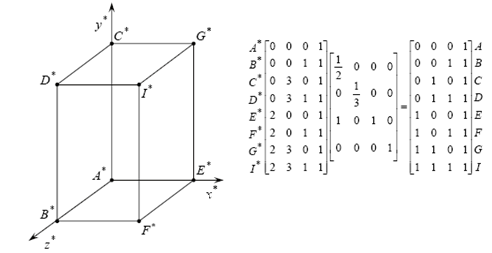 y*
C*
G*
D*
I*
A*
E*
x*
B*
F*
z*
A* 0 0 0 1
B* 0 0 1 1
C* 0 3 0 1
D* 0 3 1 1
E* 2 0 0 1
F* 2 0 1 1
G* 2 3 0 1
I* 2 3 1 1
1/2 0 0 0
0 1/3 0 0
1 0 1 0
0 0 0 1
=
0 0 0 1 A
0 0 1 1 B
0 1 0 1 C
0 1 1 1 D
1 0 0 1 E
1 0 1 1 F
1 1 0 1 G
1 1 1 1 I